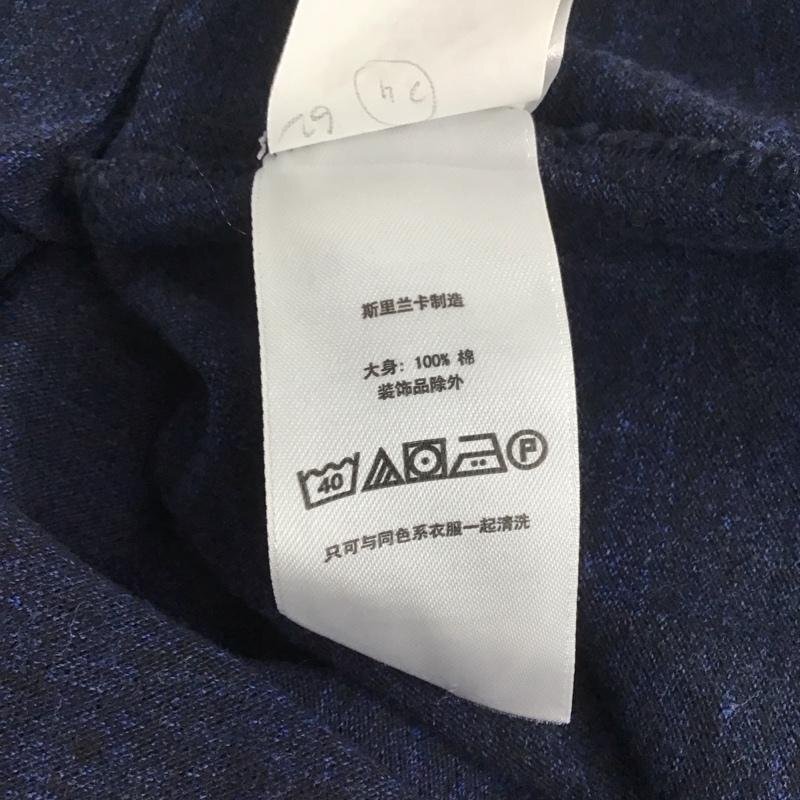 斯里兰卡制造
大身: 100% 棉
装饰品除外
40
P
只可与同色系衣服一起清洗